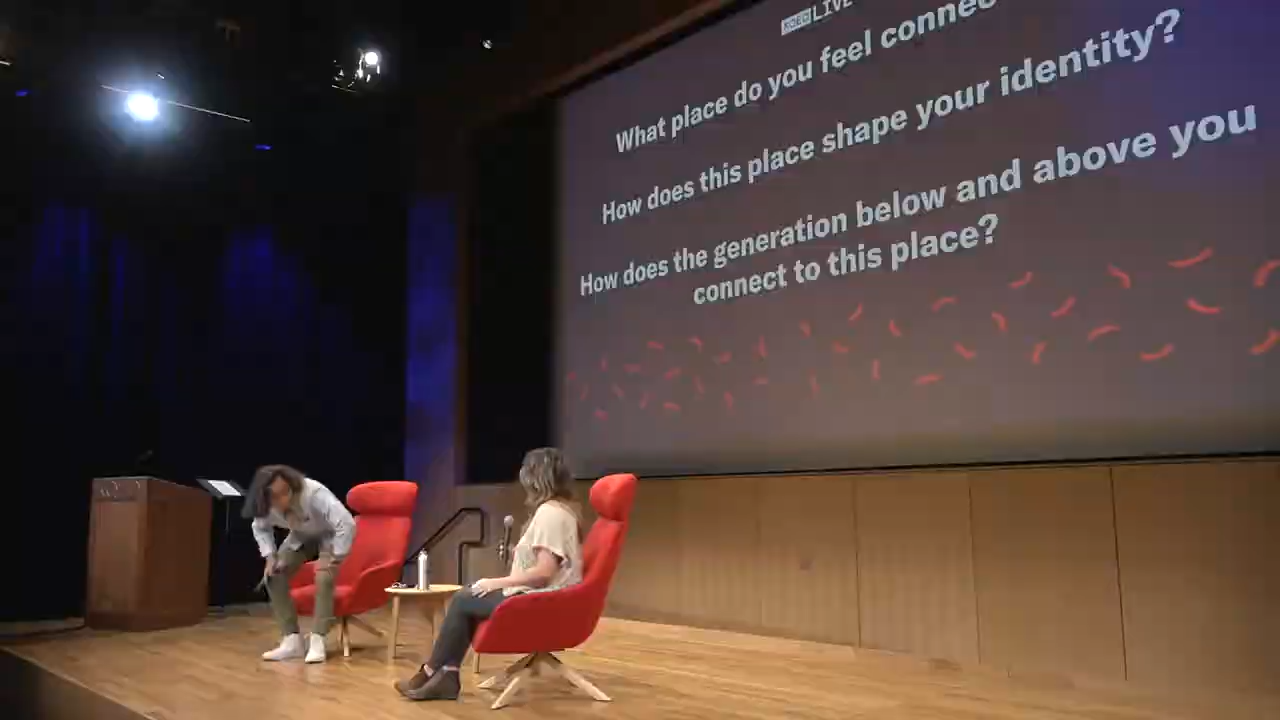 KQED LIVE
What place do you feel
How does this place shape your identity?
How does the generation below and above you
connect to this place?